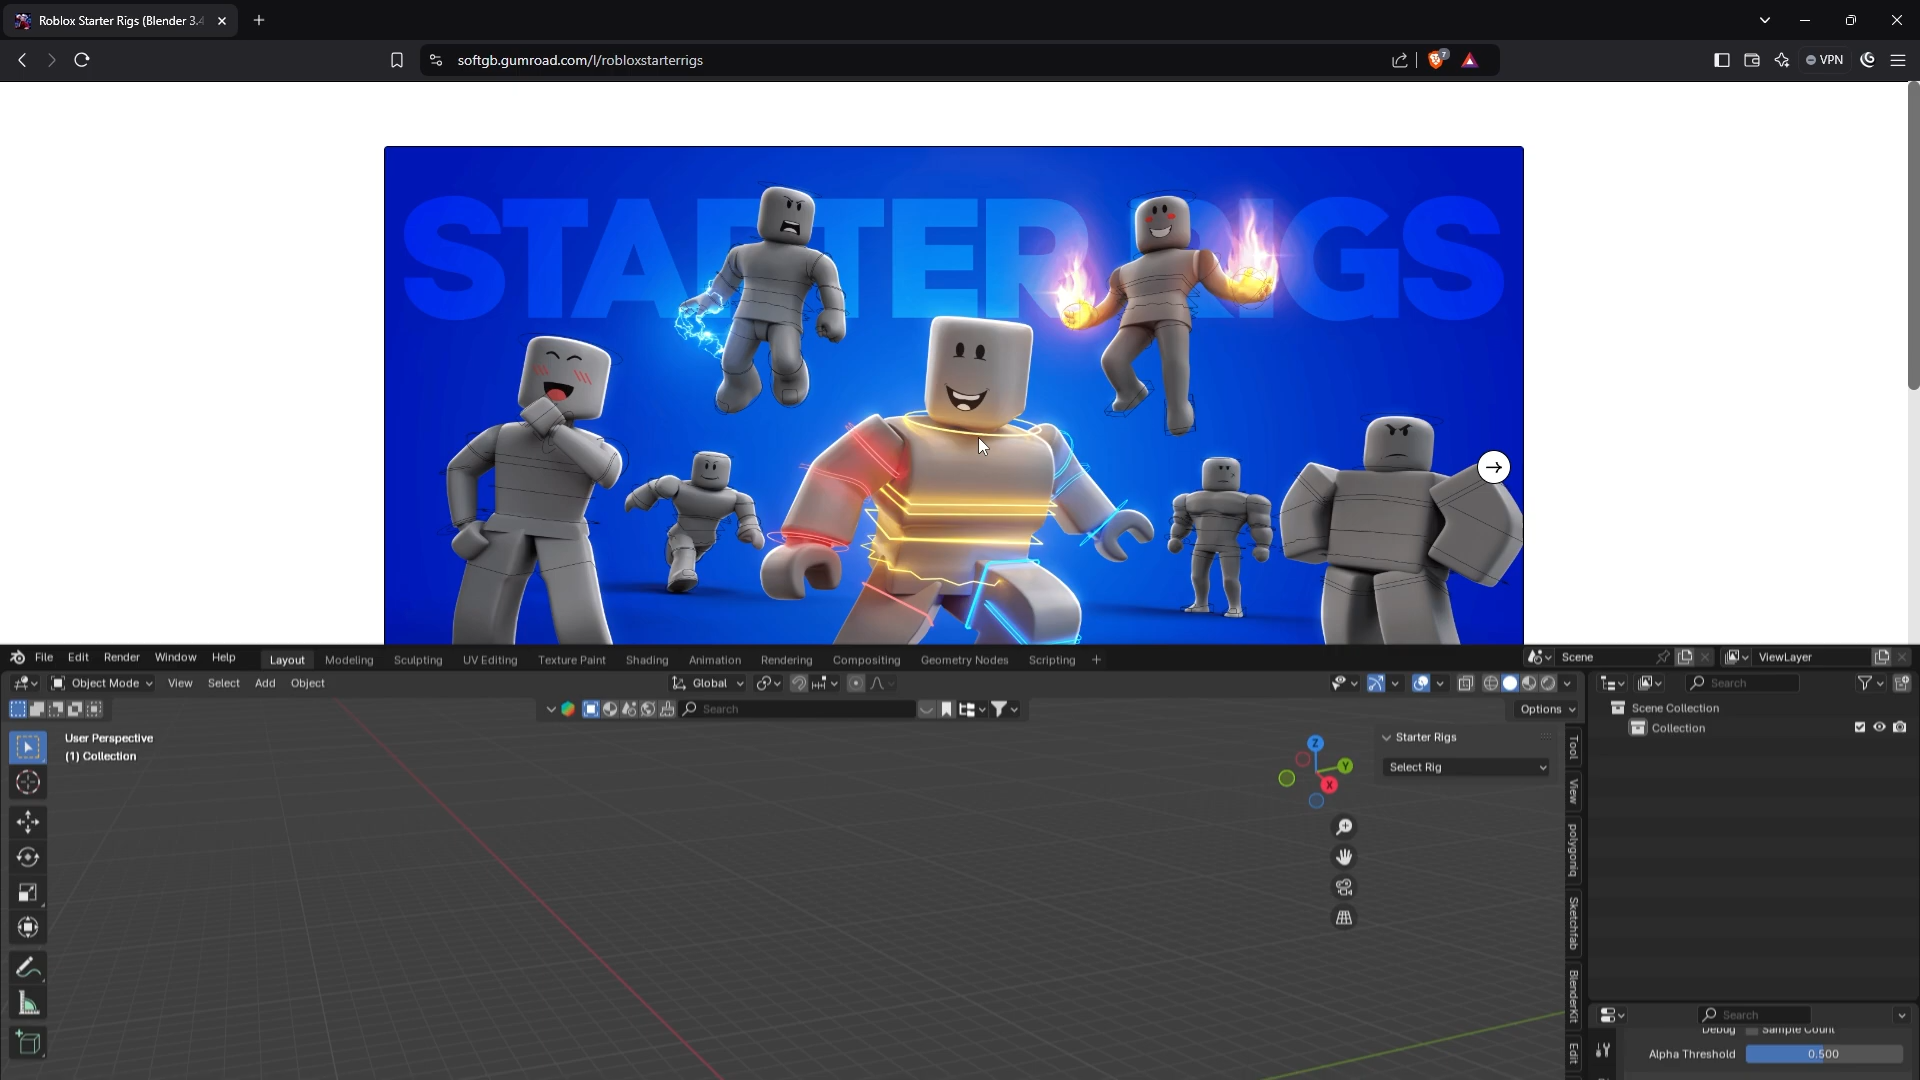 Roblox Starter Rigs (Blender 3.4
softgb.gumroad.com/l/robloxstarterrigs
7
VPN
STARTER RIGS
File Edit Render Window Help
Layout Modeling Sculpting UV Editing Texture Paint Shading Animation Rendering Compositing Geometry Nodes Scripting +
Scene
ViewLayer
Object Mode View Select Add Object
Global
Search
Search
Options
Scene Collection
Collection
User Perspective
(1) Collection
Z
Y
X
Starter Rigs
Select Rig
Tool
View
polygoniq
Sketchfab
BlenderKit
Edit
Search
Debug Sample Count
Alpha Threshold 0.500